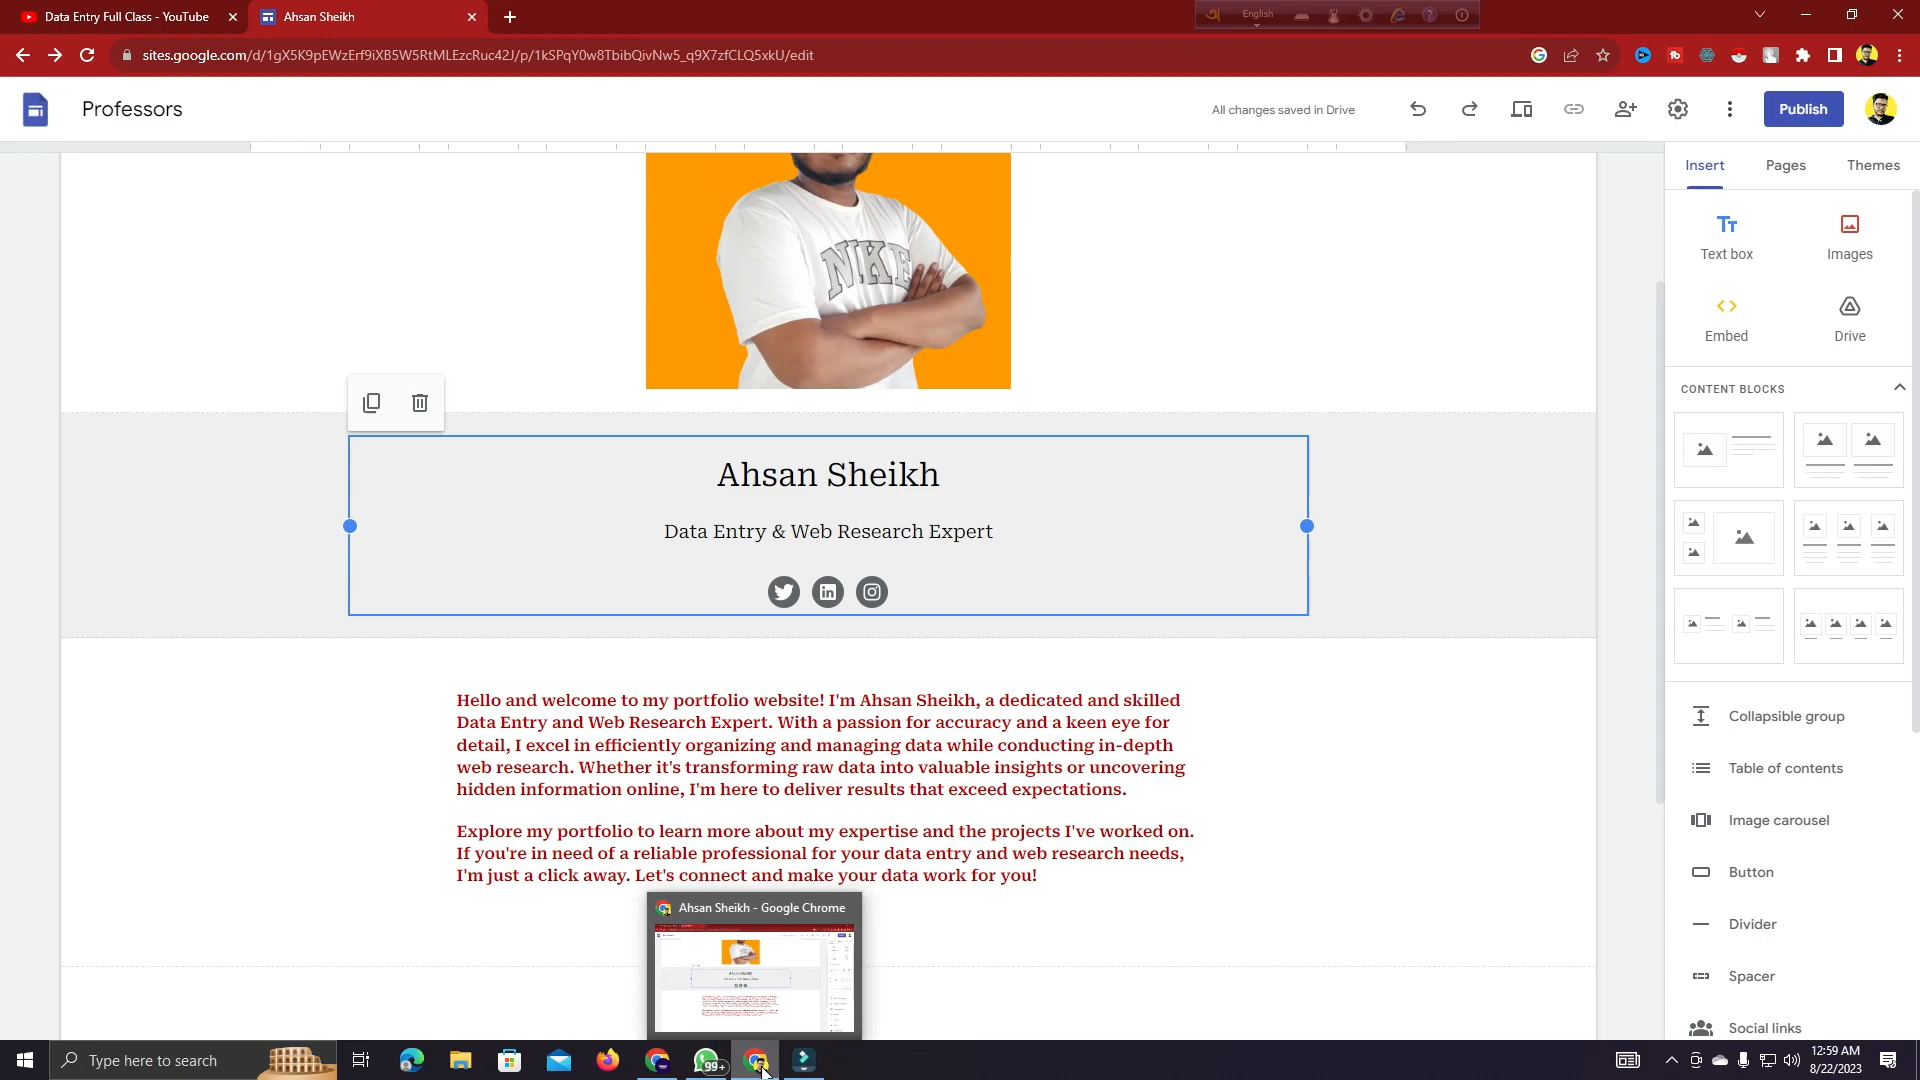 Data Entry Full Class - YouTube
Ahsan Sheikh
English
sites.google.com/d/1gX5K9pEWzErf9iXB5W5RtMLEzcRuc42J/p/1kSPqY0w8TbibQivNw5_q9X7zfCLQ5xkU/edit
Professors
All changes saved in Drive
Publish
Insert
Pages
Themes
NKE
Text box
Images
Embed
Drive
CONTENT BLOCKS
Ahsan Sheikh
Data Entry & Web Research Expert
Hello and welcome to my portfolio website! I'm Ahsan Sheikh, a dedicated and skilled
Data Entry and Web Research Expert. With a passion for accuracy and a keen eye for
detail, I excel in efficiently organizing and managing data while conducting in-depth
web research. Whether it's transforming raw data into valuable insights or uncovering
hidden information online, I'm here to deliver results that exceed expectations.
Explore my portfolio to learn more about my expertise and the projects I've worked on.
If you're in need of a reliable professional for your data entry and web research needs,
I'm just a click away. Let's connect and make your data work for you!
Collapsible group
Table of contents
Image carousel
Button
Divider
Spacer
Social links
Ahsan Sheikh - Google Chrome
Type here to search
99+
12:59 AM
8/22/2023